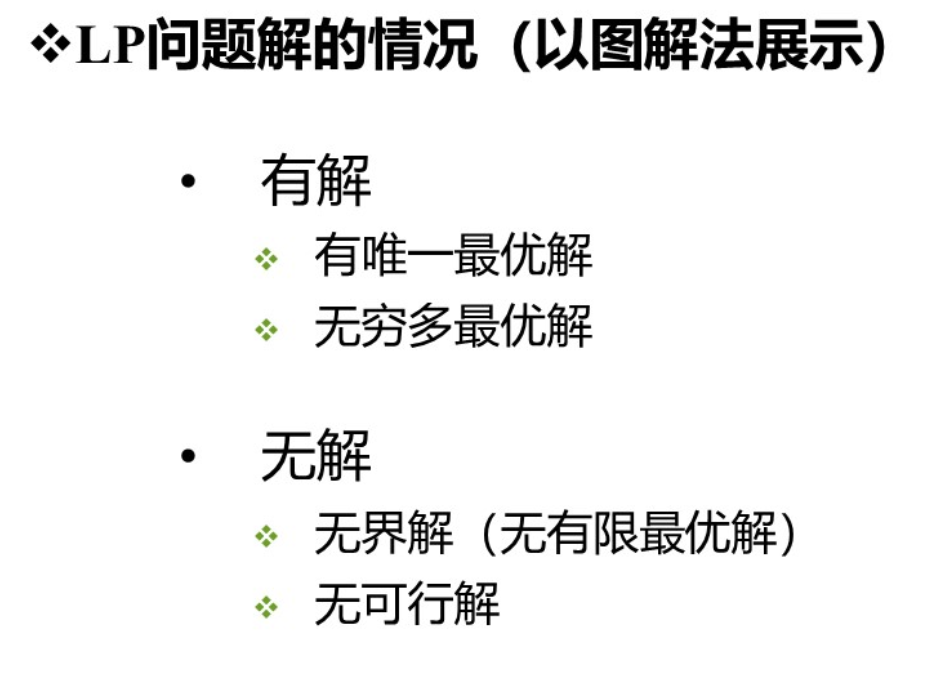 ❖LP问题解的情况（以图解法展示）
• 有解
❖ 有唯一最优解
❖ 无穷多最优解
• 无解
❖ 无界解（无有限最优解）
❖ 无可行解